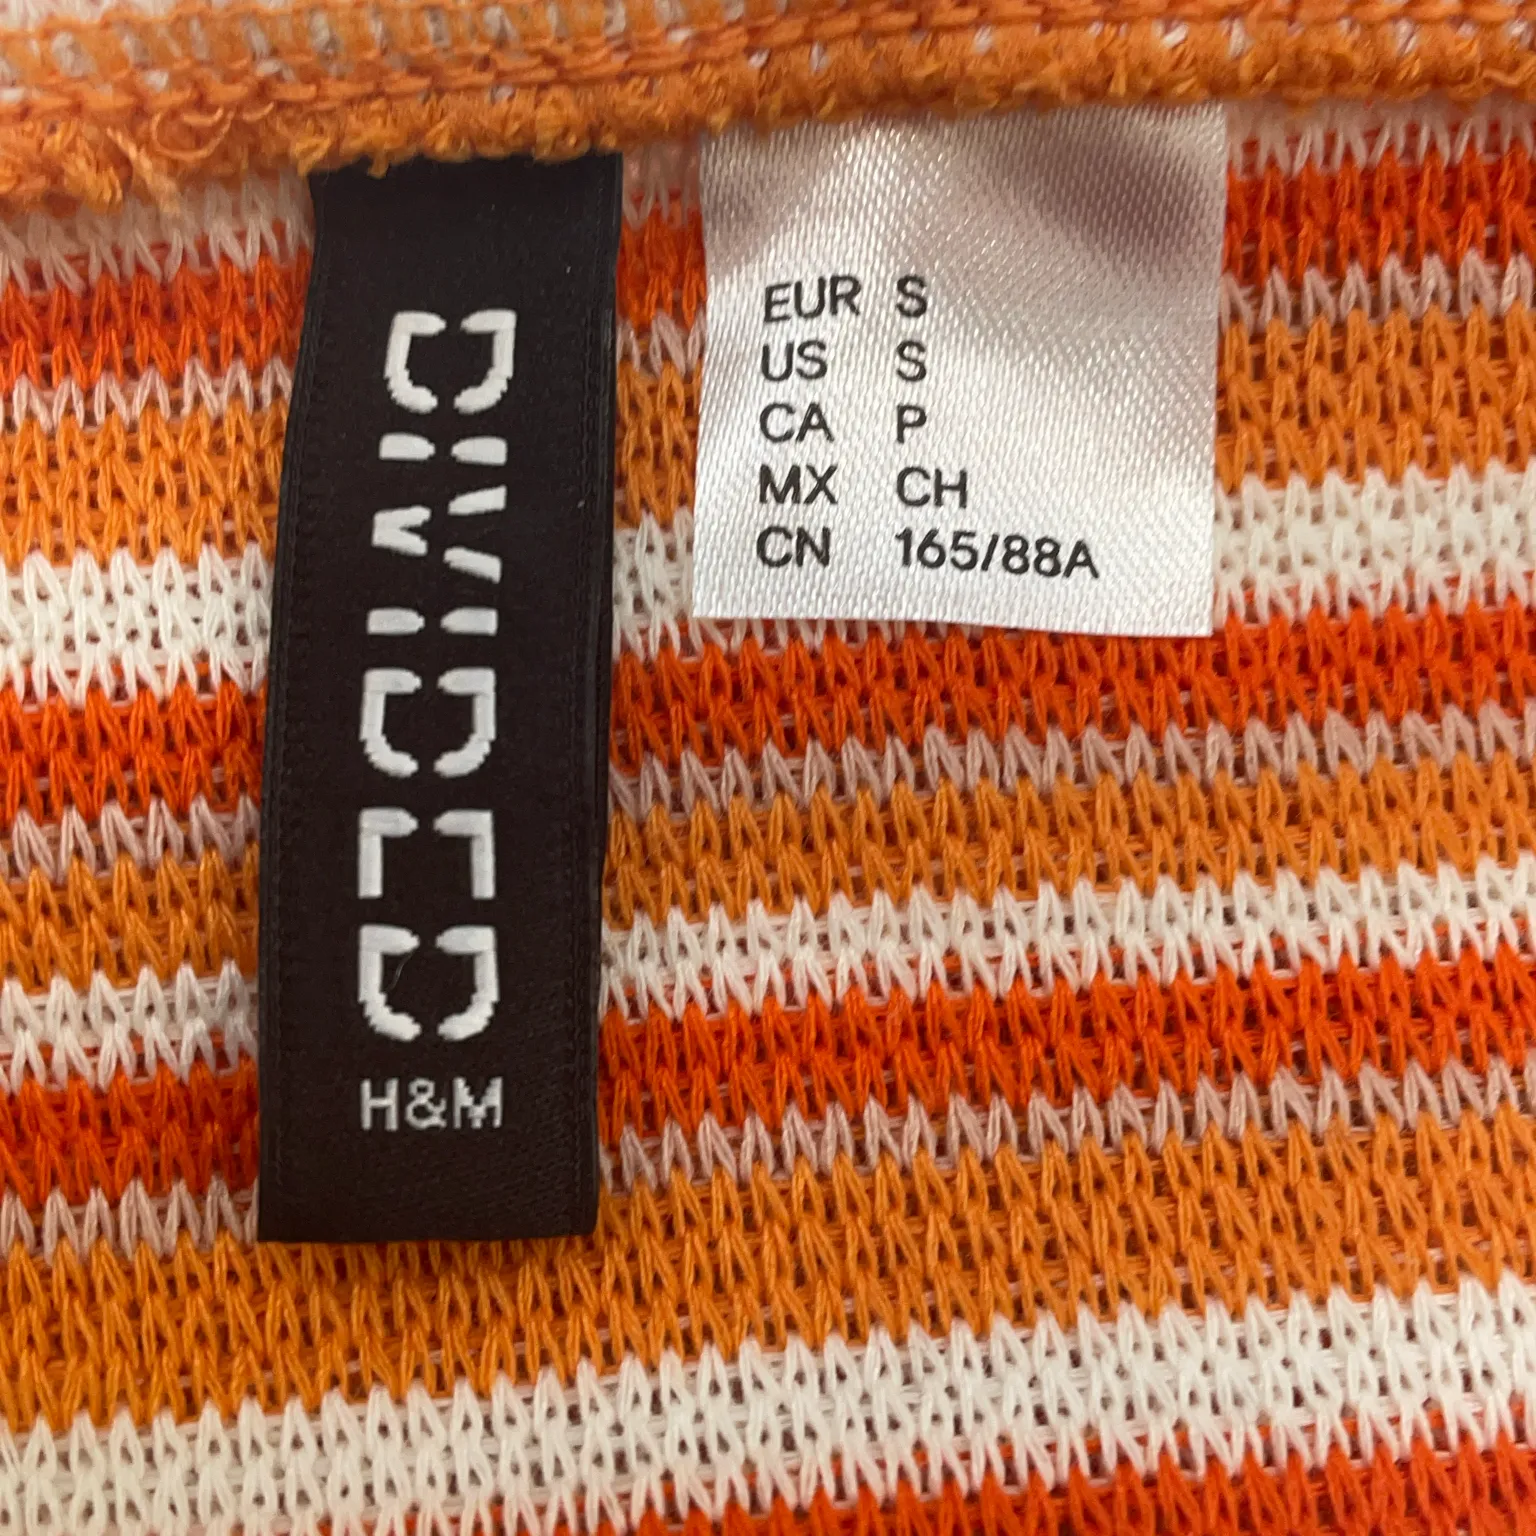 DIVIDED
H&M
EUR S
US S
CA P
MX CH
CN 165/88A